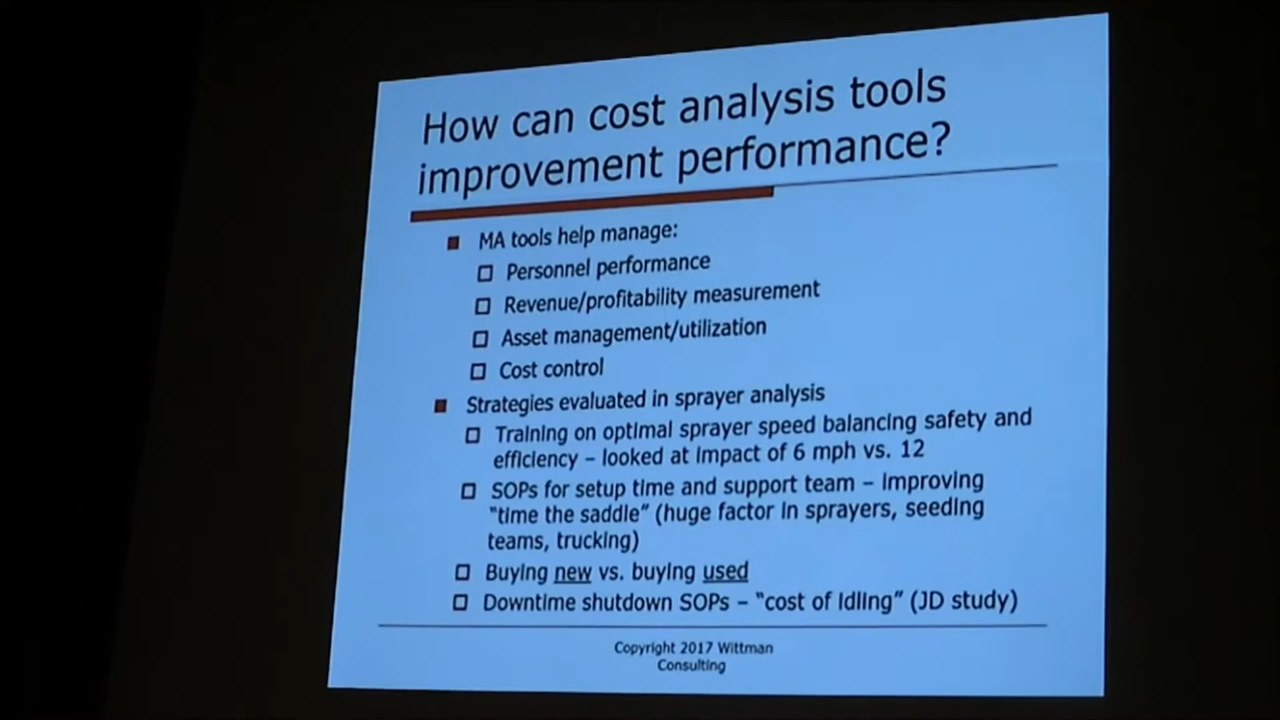 How can cost analysis tools
improvement performance?
MA tools help manage:
Personnel performance
Revenue/profitability measurement
Asset management/utilization
Cost control
Strategies evaluated in sprayer analysis
Training on optimal sprayer speed balancing safety and
efficiency – looked at impact of 6 mph vs. 12
SOPs for setup time and support team – improving
"time the saddle" (huge factor in sprayers, seeding
teams, trucking)
Buying new vs. buying used
Downtime shutdown SOPs – "cost of idling" (JD study)
Copyright 2017 Wittman
Consulting